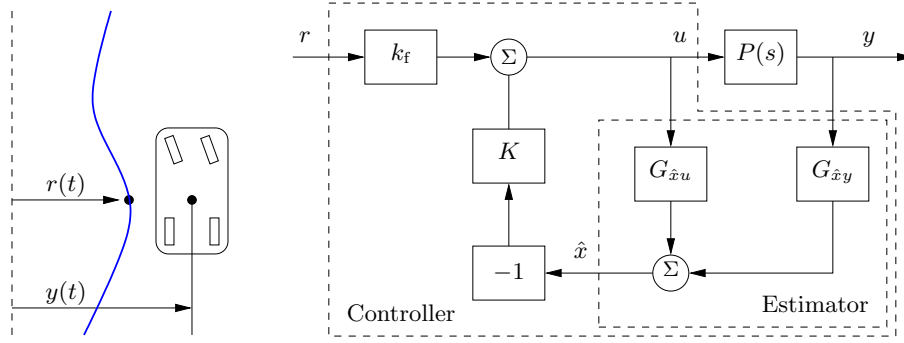 r(t)
y(t)
r
k_f
Σ
u
P(s)
y
K
G_{x̂u}
G_{x̂y}
−1
x̂
Σ
Controller
Estimator